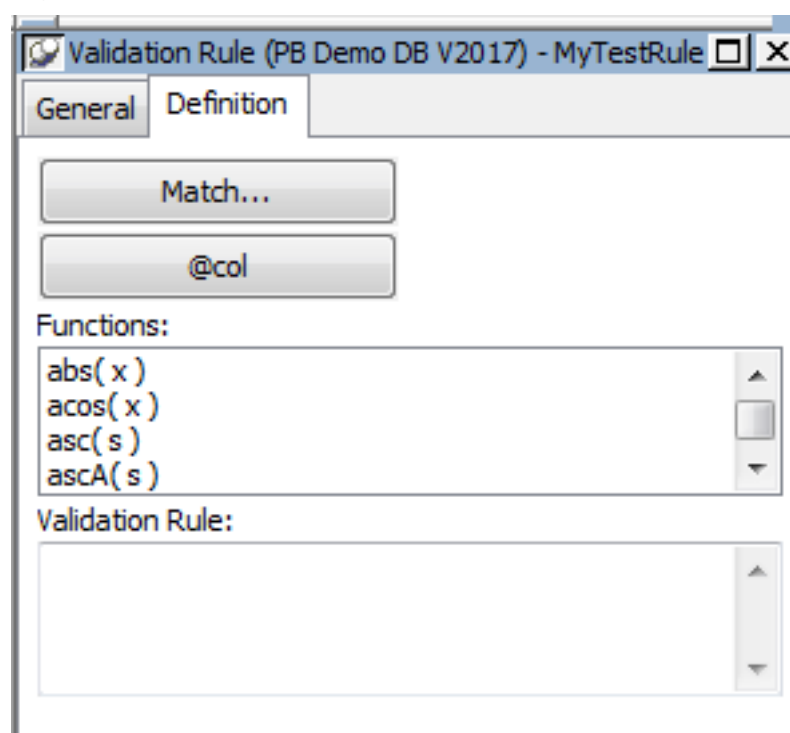 Validation Rule (PB Demo DB V2017) - MyTestRule
General Definition
Match...
@col
Functions:
abs( x )
acos( x )
asc( s )
ascA( s )
Validation Rule: